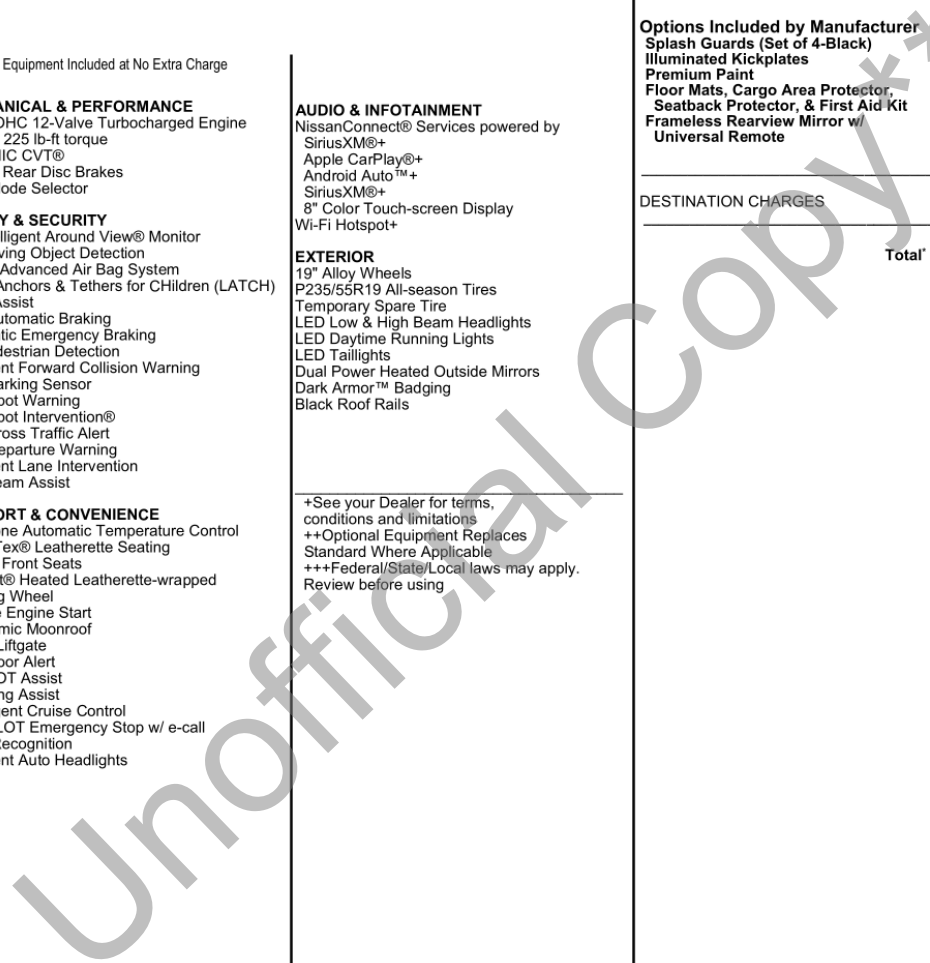 Equipment Included at No Extra Charge
ANICAL & PERFORMANCE
OHC 12-Valve Turbocharged Engine
225 lb-ft torque
IC CVT®
Rear Disc Brakes
ode Selector
Y & SECURITY
lligent Around View® Monitor
ving Object Detection
Advanced Air Bag System
Anchors & Tethers for CHildren (LATCH)
Assist
utomatic Braking
tic Emergency Braking
destrian Detection
nt Forward Collision Warning
arking Sensor
pot Warning
pot Intervention®
ross Traffic Alert
eparture Warning
nt Lane Intervention
eam Assist
ORT & CONVENIENCE
ne Automatic Temperature Control
Tex® Leatherette Seating
Front Seats
t® Heated Leatherette-wrapped
g Wheel
e Engine Start
mic Moonroof
Liftgate
oor Alert
OT Assist
ng Assist
ent Cruise Control
LOT Emergency Stop w/ e-call
Recognition
nt Auto Headlights
AUDIO & INFOTAINMENT
NissanConnect® Services powered by
SiriusXM®+
Apple CarPlay®+
Android Auto™+
SiriusXM®+
8" Color Touch-screen Display
Wi-Fi Hotspot+
EXTERIOR
19" Alloy Wheels
P235/55R19 All-season Tires
Temporary Spare Tire
LED Low & High Beam Headlights
LED Daytime Running Lights
LED Taillights
Dual Power Heated Outside Mirrors
Dark Armor™ Badging
Black Roof Rails
+See your Dealer for terms,
conditions and limitations
++Optional Equipment Replaces
Standard Where Applicable
+++Federal/State/Local laws may apply.
Review before using
Options Included by Manufacturer
Splash Guards (Set of 4-Black)
Illuminated Kickplates
Premium Paint
Floor Mats, Cargo Area Protector,
Seatback Protector, & First Aid Kit
Frameless Rearview Mirror w/
Universal Remote
DESTINATION CHARGES
Total*
Unofficial Copy**